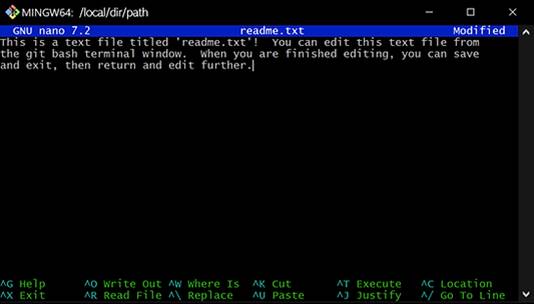 MINGW64: /local/dir/path
GNU nano 7.2 readme.txt Modified
This is a text file titled 'readme.txt'! You can edit this text file from
the git bash terminal window. When you are finished editing, you can save
and exit, then return and edit further.
^G Help ^O Write Out ^W Where Is ^K Cut ^T Execute ^C Location
^X Exit ^R Read File ^\ Replace ^U Paste ^J Justify ^/ Go To Line